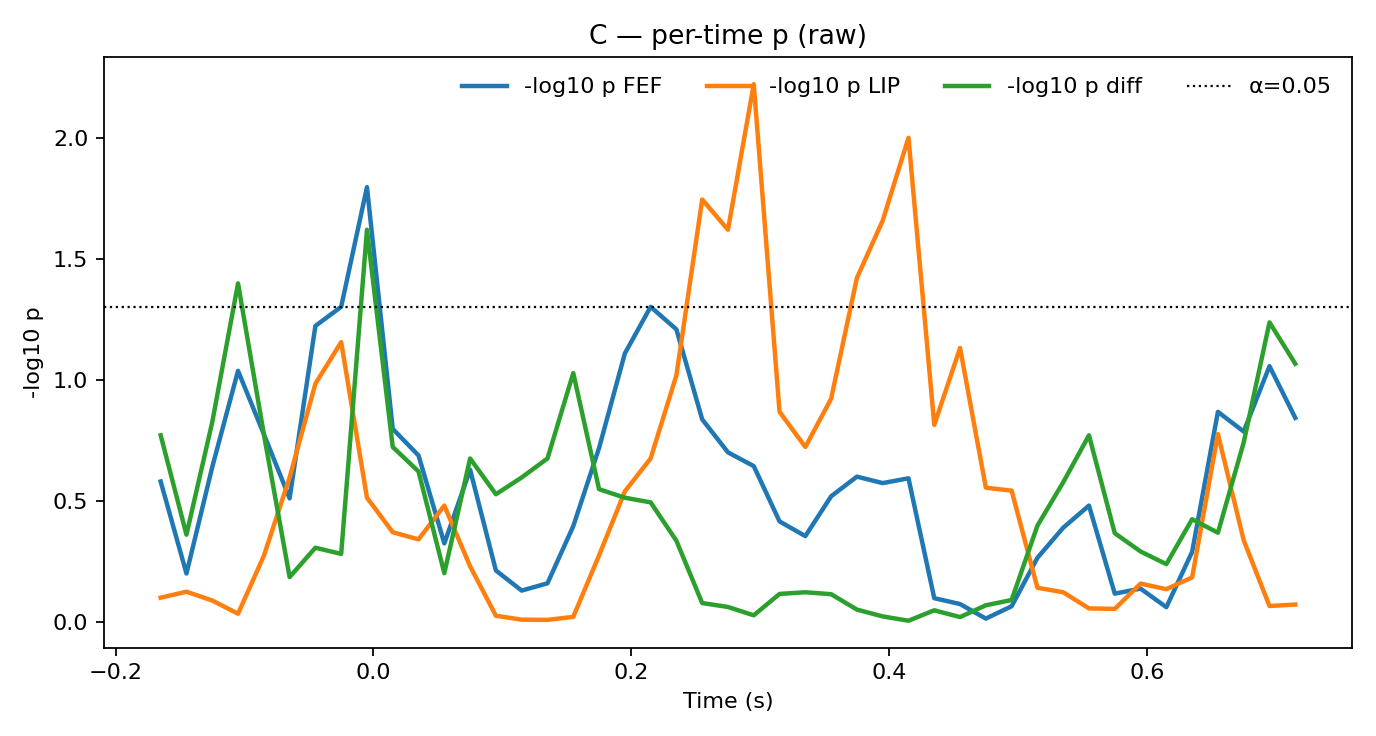 C — per-time p (raw)
-log10 p FEF
-log10 p LIP
-log10 p diff
α=0.05
-log10 p
2.0
1.5
1.0
0.5
0.0
−0.2
0.0
0.2
0.4
0.6
Time (s)